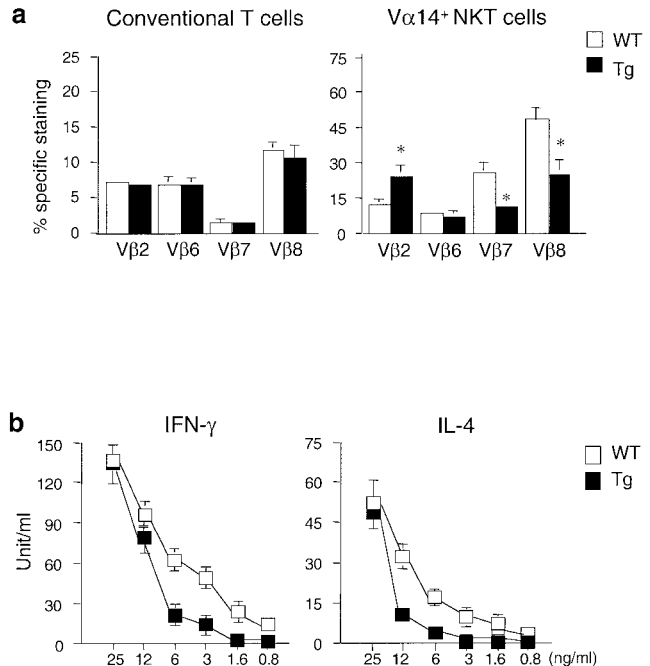 a
Conventional T cells
Vα14⁺ NKT cells
WT
Tg
% specific staining
20
15
10
5
0
75
60
45
30
15
0
*
*
*
Vβ2 Vβ6 Vβ7 Vβ8
Vβ2 Vβ6 Vβ7 Vβ8
b
IFN-γ
IL-4
WT
Tg
Unit/ml
150
120
90
60
30
0
75
60
45
30
15
0
25 12 6 3 1.6 0.8
25 12 6 3 1.6 0.8 (ng/ml)